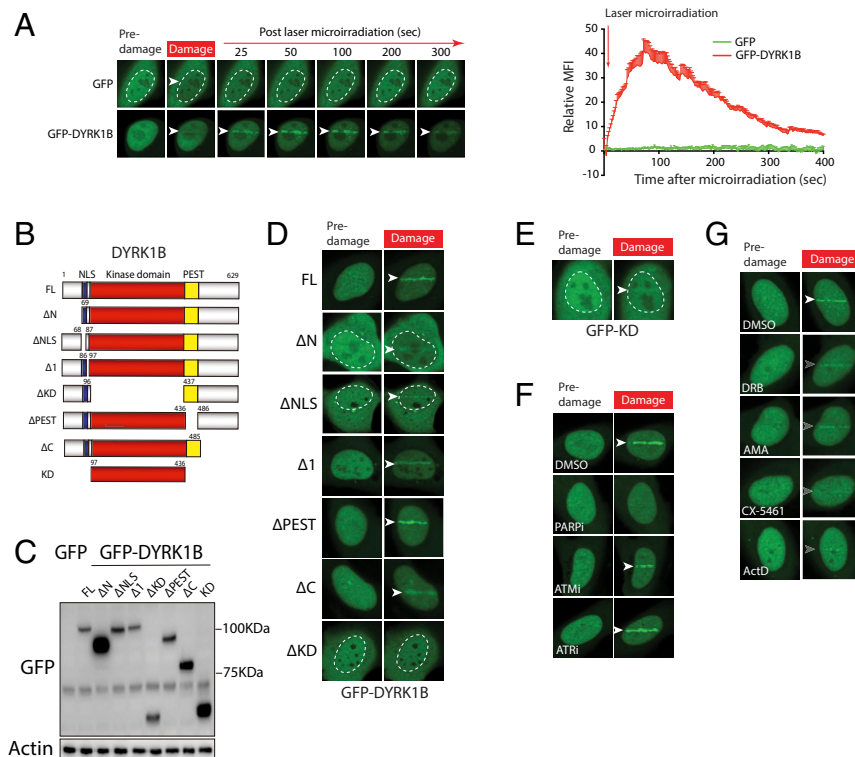 A
Pre-
damage
Damage
Post laser microirradiation (sec)
25
50
100
200
300
GFP
GFP-DYRK1B
Laser microirradiation
GFP
GFP-DYRK1B
Relative MFI
50
40
30
20
10
0
-10
100
200
300
400
Time after microirradiation (sec)
B
DYRK1B
1
NLS
Kinase domain
PEST
629
FL
69
ΔN
68
87
ΔNLS
86
97
Δ1
96
437
ΔKD
436
486
ΔPEST
485
ΔC
97
436
KD
C
GFP
GFP-DYRK1B
FL
ΔN
ΔNLS
Δ1
ΔKD
ΔPEST
ΔC
KD
GFP
-100KDa
-75KDa
Actin
D
Pre-
damage
Damage
FL
ΔN
ΔNLS
Δ1
ΔPEST
ΔC
ΔKD
GFP-DYRK1B
E
Pre-
damage
Damage
GFP-KD
F
Pre-
damage
Damage
DMSO
PARPi
ATMi
ATRi
G
Pre-
damage
Damage
DMSO
DRB
AMA
CX-5461
ActD